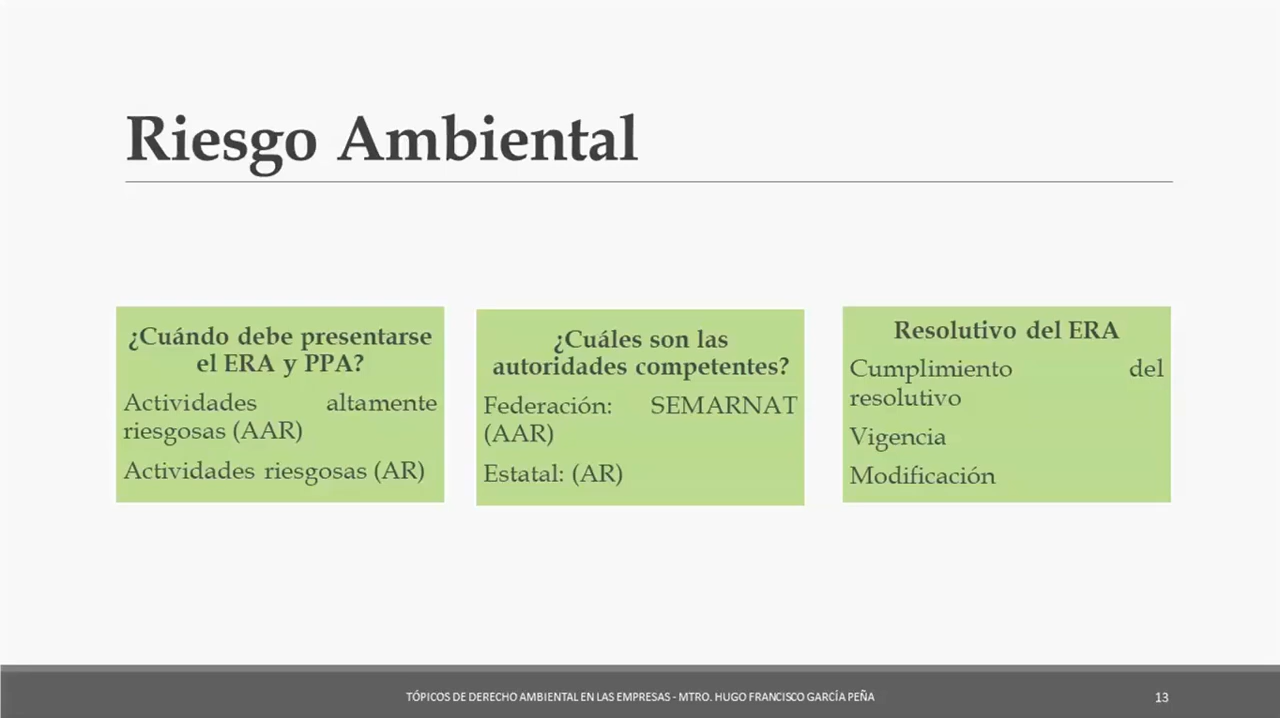 Riesgo Ambiental
¿Cuándo debe presentarse
el ERA y PPA?
Actividades altamente
riesgosas (AAR)
Actividades riesgosas (AR)
¿Cuáles son las
autoridades competentes?
Federación: SEMARNAT
(AAR)
Estatal: (AR)
Resolutivo del ERA
Cumplimiento del
resolutivo
Vigencia
Modificación
TÓPICOS DE DERECHO AMBIENTAL EN LAS EMPRESAS - MTRO. HUGO FRANCISCO GARCÍA PEÑA
13